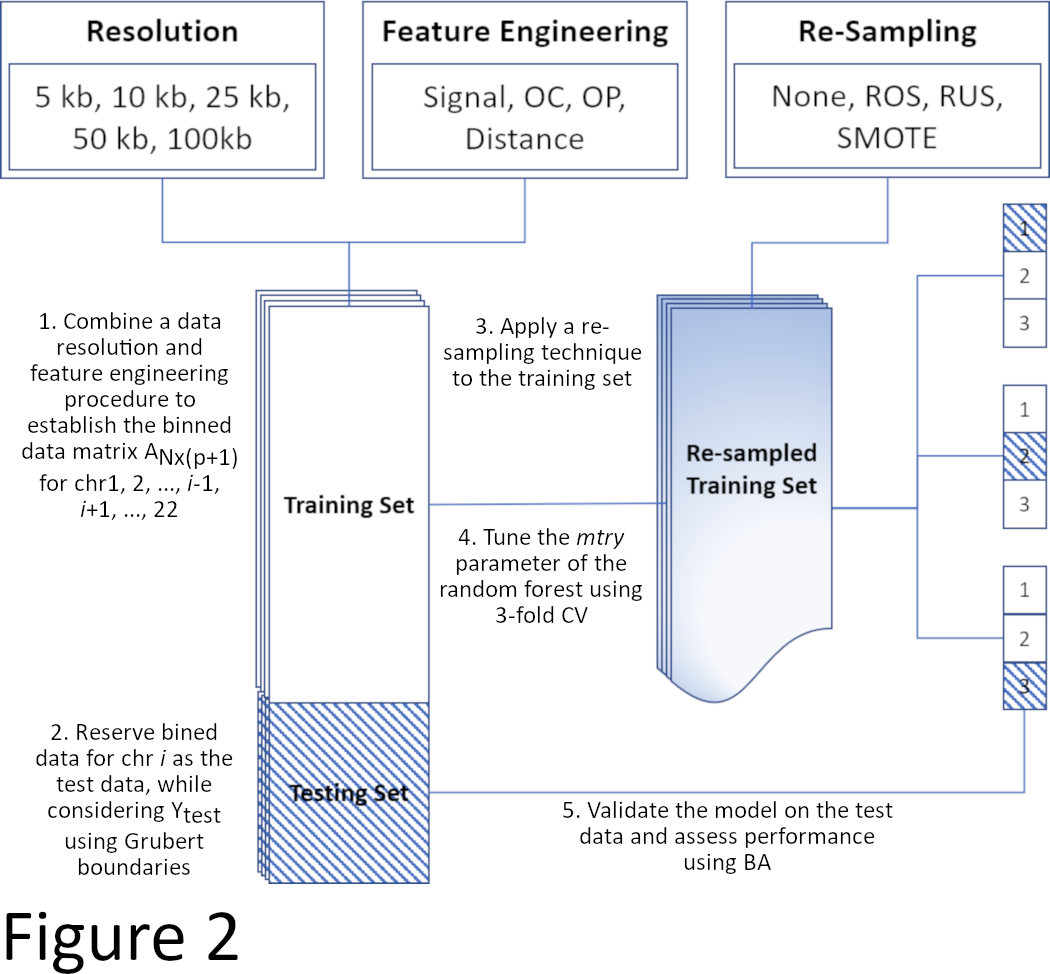 Resolution
5 kb, 10 kb, 25 kb,
50 kb, 100kb
Feature Engineering
Signal, OC, OP,
Distance
Re-Sampling
None, ROS, RUS,
SMOTE
1. Combine a data
resolution and
feature engineering
procedure to
establish the binned
data matrix ANx(p+1)
for chr1, 2, ..., i-1,
i+1, ..., 22
Training Set
3. Apply a re-
sampling technique
to the training set
4. Tune the mtry
parameter of the
random forest using
3-fold CV
Re-sampled
Training Set
1
2
3
1
2
3
1
2
3
2. Reserve bined
data for chr i as the
test data, while
considering Ytest
using Grubert
boundaries
Testing Set
5. Validate the model on the test
data and assess performance
using BA
Figure 2